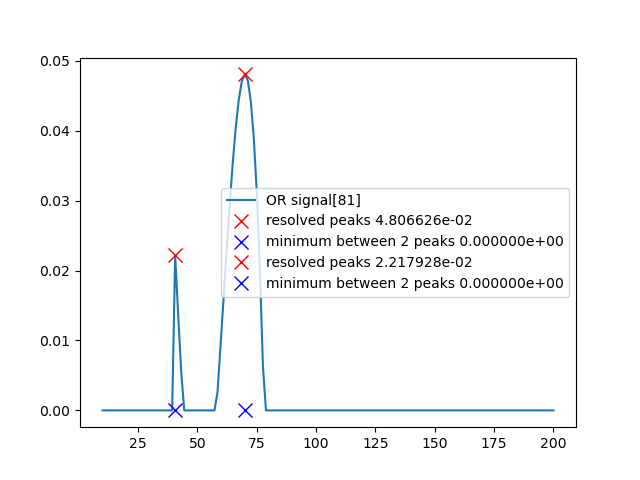 0.05
0.04
0.03
0.02
0.01
0.00
OR signal[81]
resolved peaks 4.806626e-02
minimum between 2 peaks 0.000000e+00
resolved peaks 2.217928e-02
minimum between 2 peaks 0.000000e+00
25 50 75 100 125 150 175 200